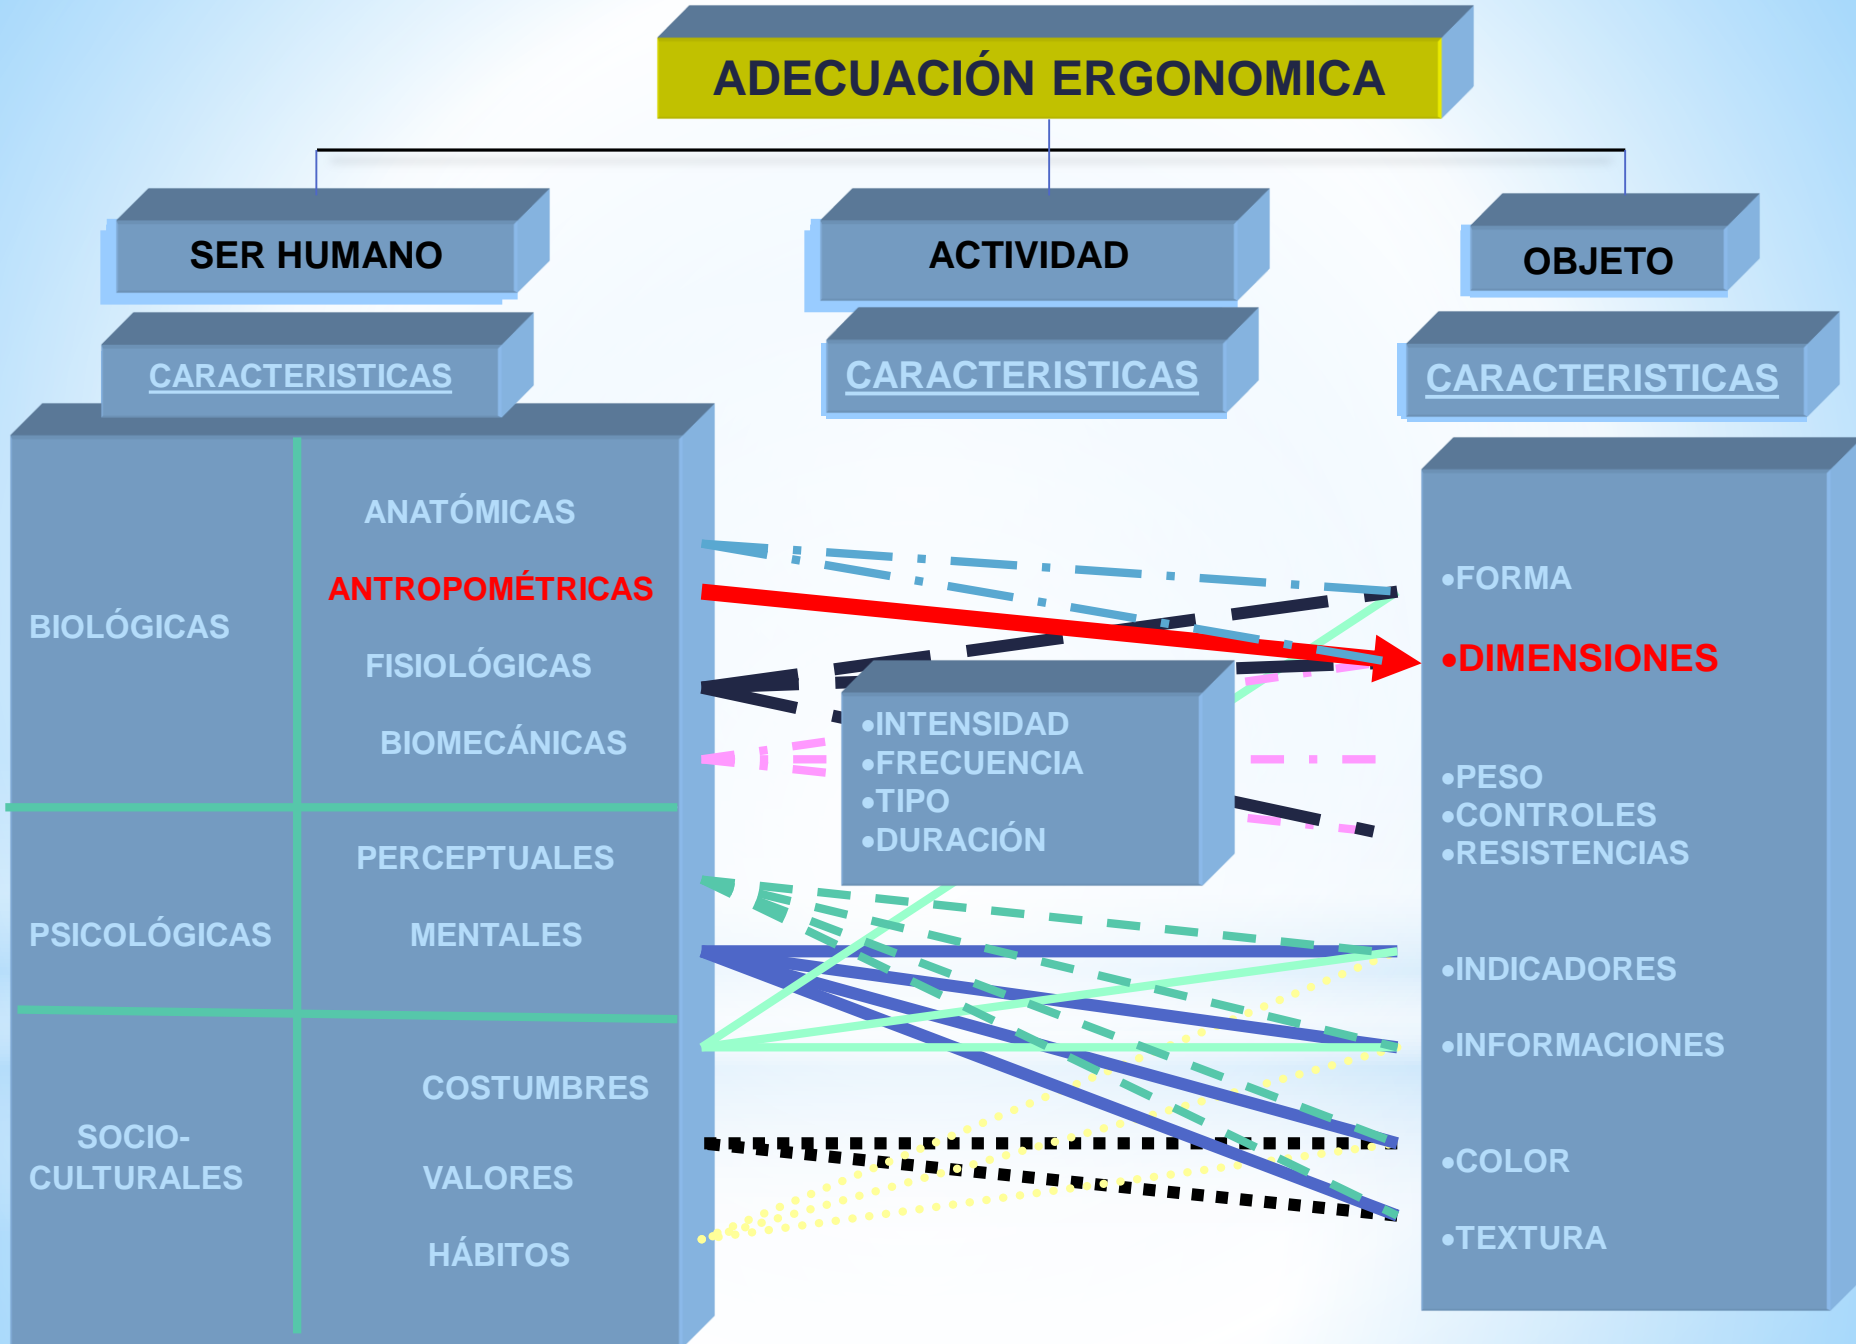 ADECUACIÓN ERGONOMICA
SER HUMANO
ACTIVIDAD
OBJETO
CARACTERISTICAS
CARACTERISTICAS
CARACTERISTICAS
BIOLÓGICAS
ANATÓMICAS
ANTROPOMÉTRICAS
FISIOLÓGICAS
BIOMECÁNICAS
PSICOLÓGICAS
PERCEPTUALES
MENTALES
SOCIO-
CULTURALES
COSTUMBRES
VALORES
HÁBITOS
•INTENSIDAD
•FRECUENCIA
•TIPO
•DURACIÓN
•FORMA
•DIMENSIONES
•PESO
•CONTROLES
•RESISTENCIAS
•INDICADORES
•INFORMACIONES
•COLOR
•TEXTURA